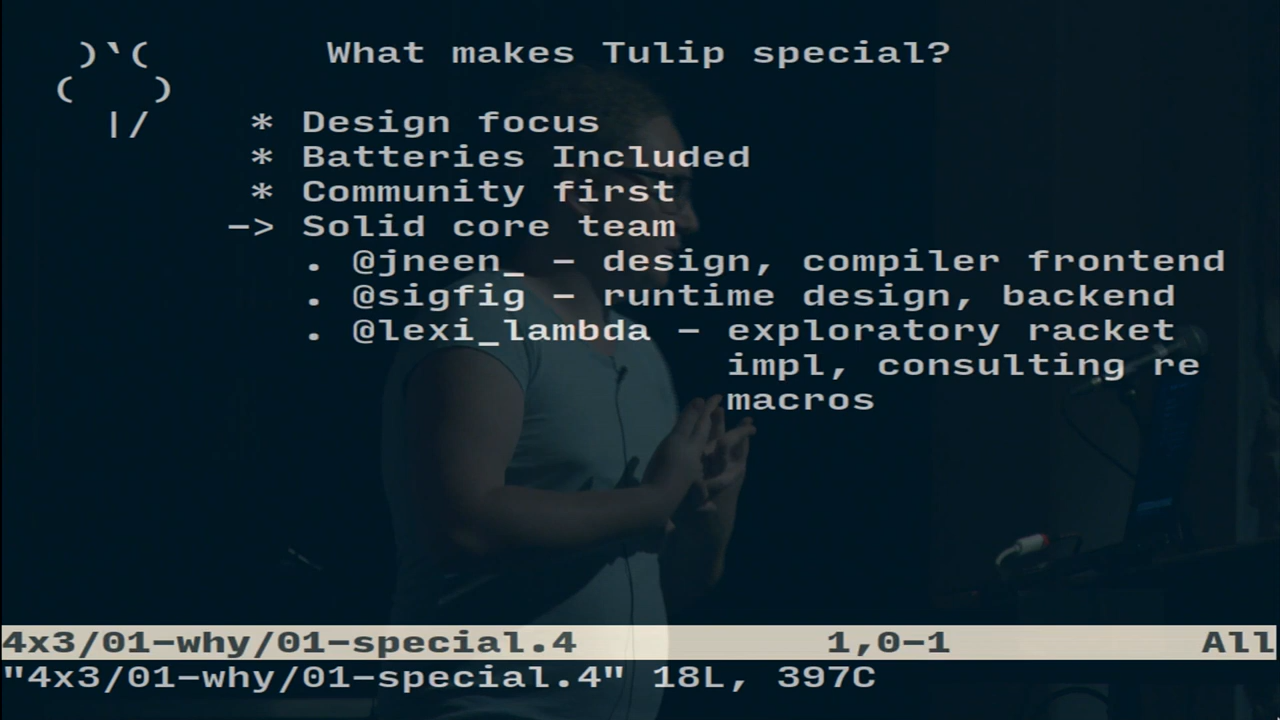 What makes Tulip special?
* Design focus
* Batteries Included
* Community first
-> Solid core team
. @jneen_ - design, compiler frontend
. @sigfig - runtime design, backend
. @lexi_lambda - exploratory racket
impl, consulting re
macros
4x3/01-why/01-special.4 1,0-1 All
"4x3/01-why/01-special.4" 18L, 397C